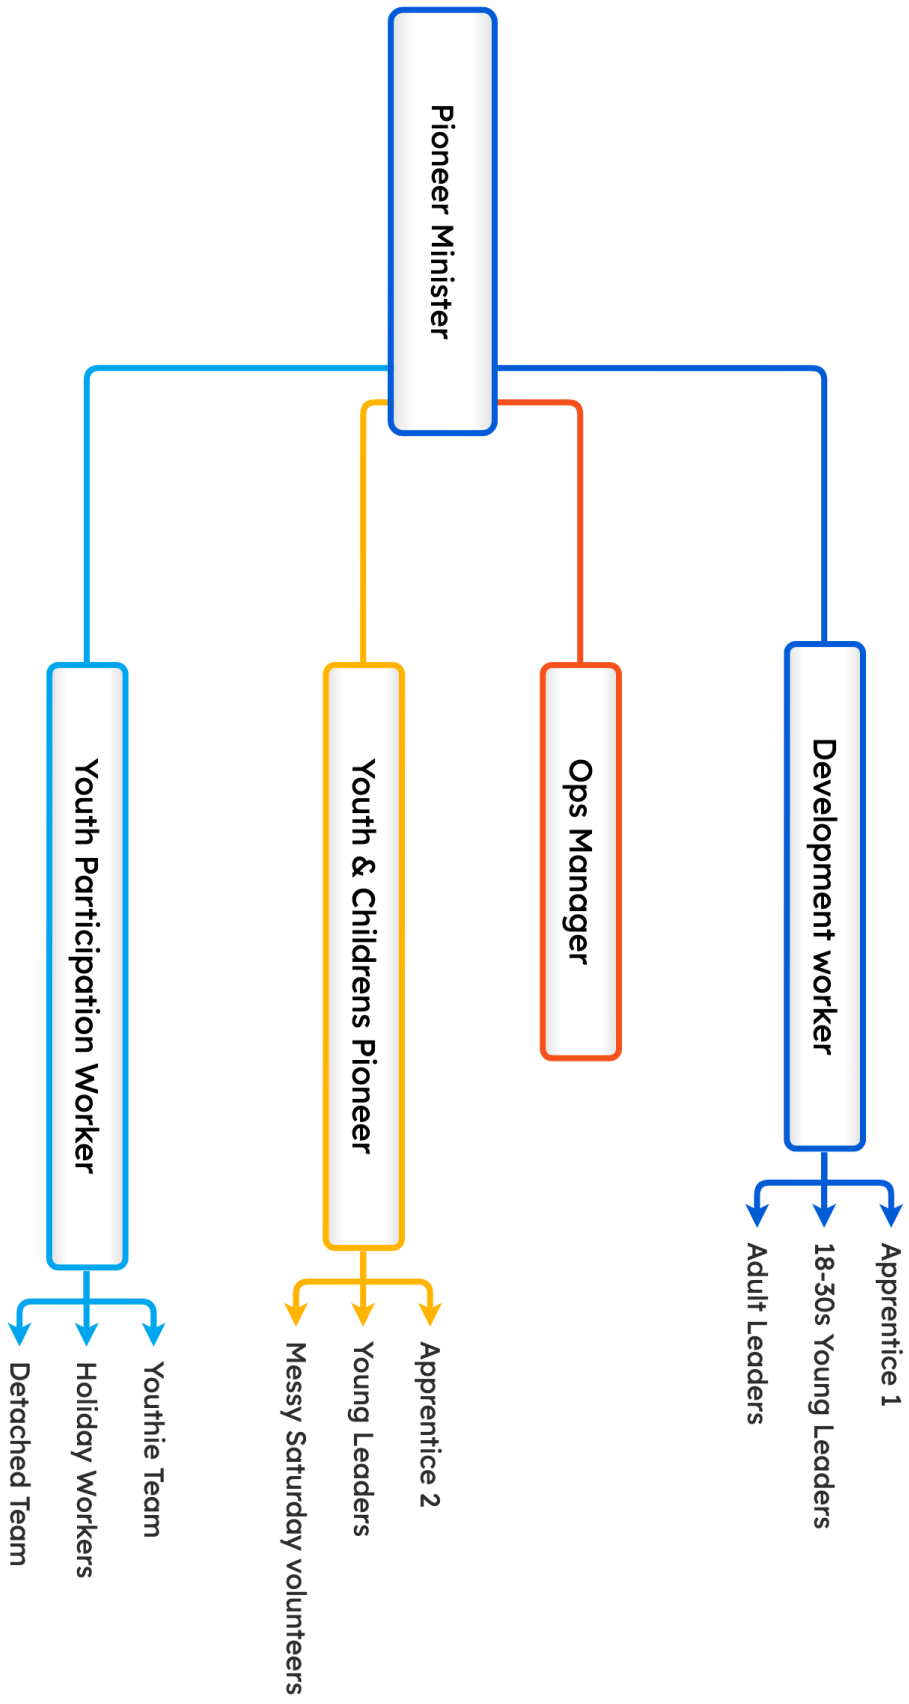 Pioneer Minister
Development worker
Apprentice 1
18-30s Young Leaders
Adult Leaders
Ops Manager
Youth & Childrens Pioneer
Apprentice 2
Young Leaders
Messy Saturday volunteers
Youth Participation Worker
Youthie Team
Holiday Workers
Detached Team